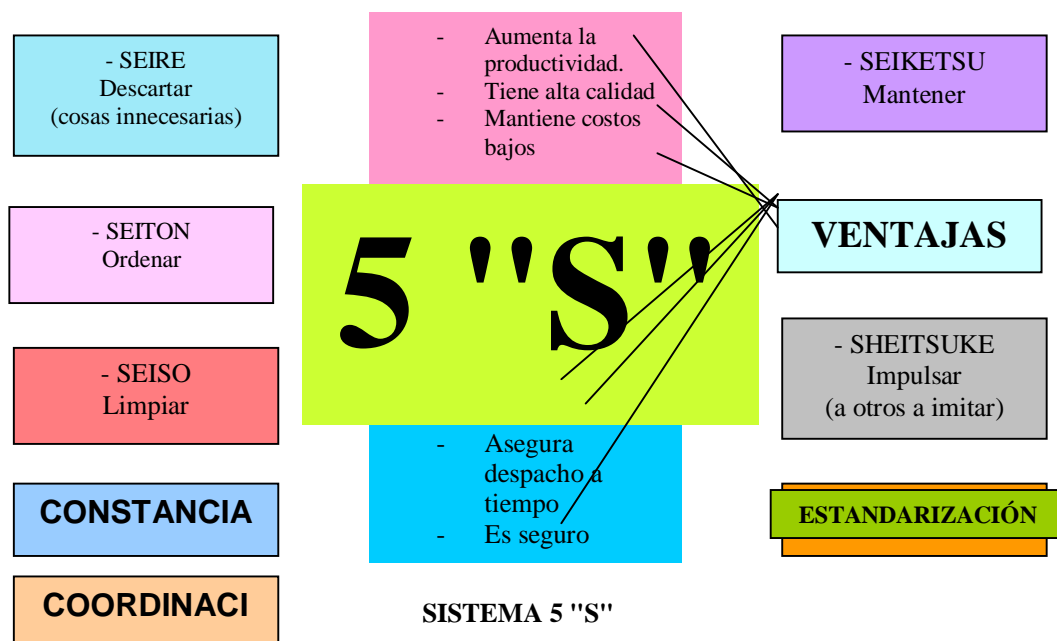 - SEIRE
Descartar
(cosas innecesarias)
- SEITON
Ordenar
- SEISO
Limpiar
CONSTANCIA
COORDINACI
- Aumenta la
productividad.
- Tiene alta calidad
- Mantiene costos
bajos
5 "S"
- Asegura
despacho a
tiempo
- Es seguro
SISTEMA 5 "S"
- SEIKETSU
Mantener
VENTAJAS
- SHEITSUKE
Impulsar
(a otros a imitar)
ESTANDARIZACIÓN